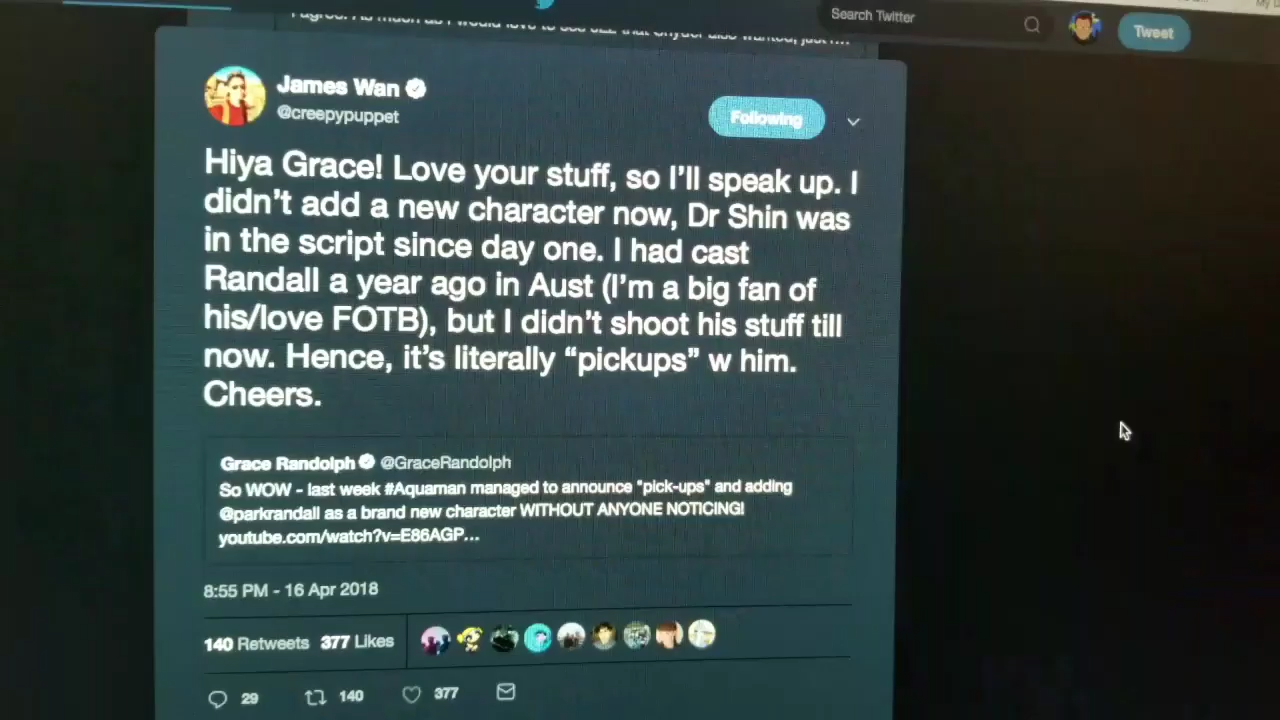 Search Twitter
Tweet
James Wan
@creepypuppet
Following
Hiya Grace! Love your stuff, so I'll speak up. I
didn't add a new character now, Dr Shin was
in the script since day one. I had cast
Randall a year ago in Aust (I'm a big fan of
his/love FOTB), but I didn't shoot his stuff till
now. Hence, it's literally “pickups” w him.
Cheers.
Grace Randolph @GraceRandolph
So WOW - last week #Aquaman managed to announce "pick-ups" and adding
@parkrandall as a brand new character WITHOUT ANYONE NOTICING!
youtube.com/watch?v=E86AGP...
8:55 PM - 16 Apr 2018
140 Retweets 377 Likes
29 140 377